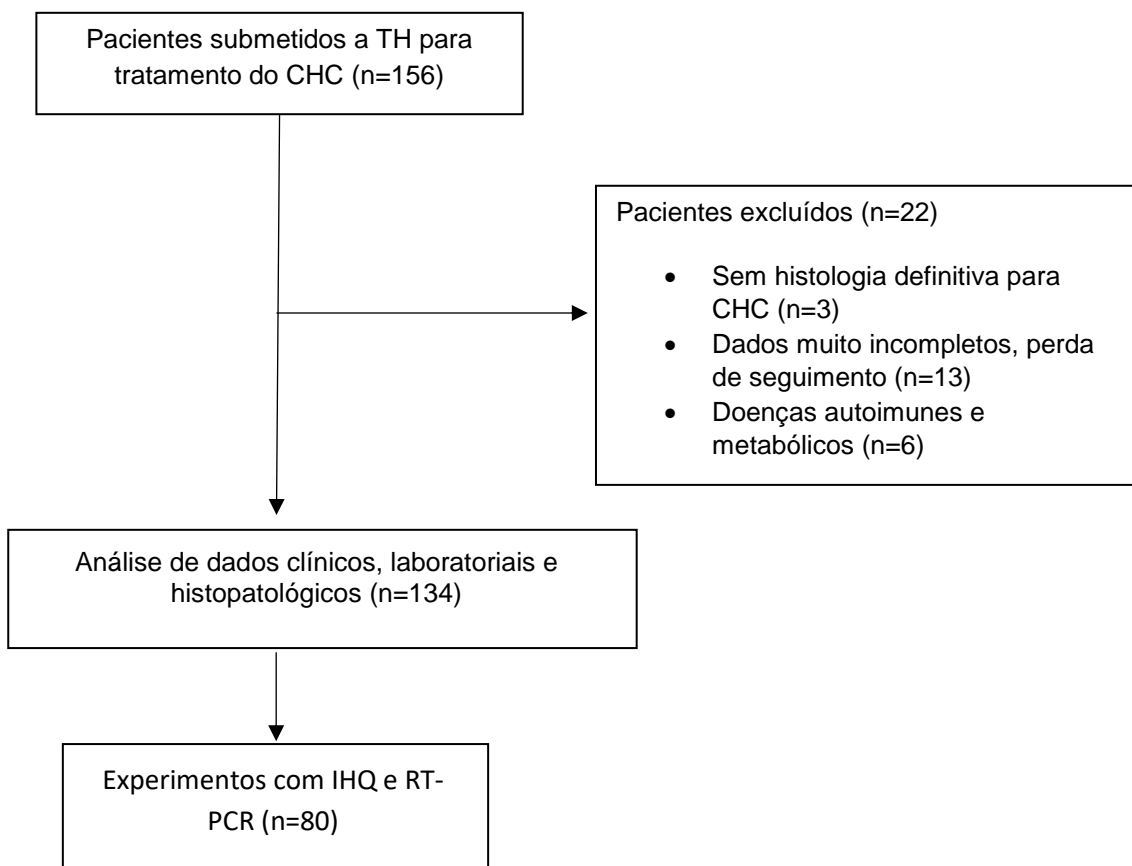 Pacientes submetidos a TH para
tratamento do CHC (n=156)
Pacientes excluídos (n=22)
• Sem histologia definitiva para
CHC (n=3)
• Dados muito incompletos, perda
de seguimento (n=13)
• Doenças autoimunes e
metabólicos (n=6)
Análise de dados clínicos, laboratoriais e
histopatológicos (n=134)
Experimentos com IHQ e RT-
PCR (n=80)